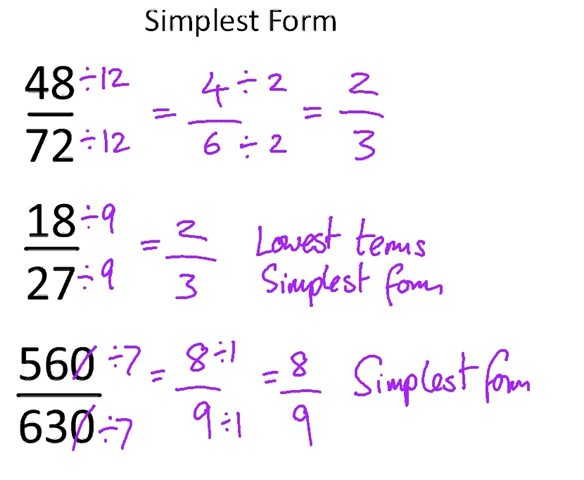 Simplest Form
48 ÷12 / 72 ÷12 = 4 ÷ 2 / 6 ÷ 2 = 2 / 3
18 ÷9 / 27 ÷9 = 2 / 3 Lowest terms
Simplest form
560 ÷7 / 630 ÷7 = 8 ÷1 / 9 ÷1 = 8 / 9 Simplest form